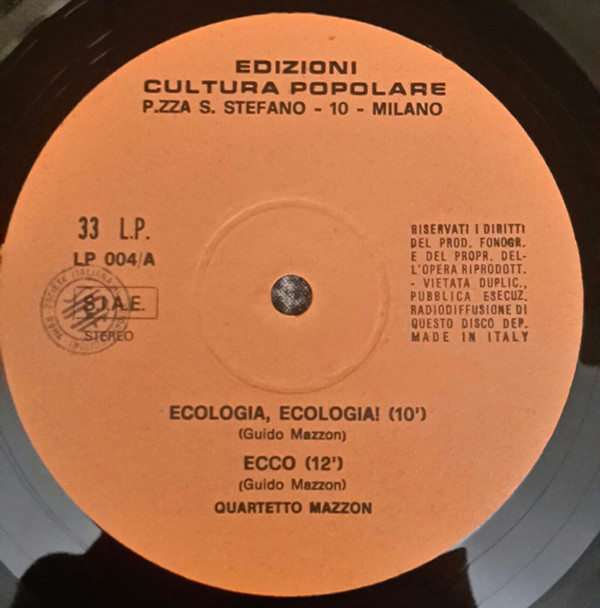 EDIZIONI
CULTURA POPOLARE
P.ZZA S. STEFANO - 10 - MILANO
33 L.P.
LP 004/A
S.I.A.E.
STEREO
RISERVATI I DIRITTI
DEL PROD. FONOGR.
E DEL PROPR. DEL-
L'OPERA RIPRODOTT.
- VIETATA DUPLIC.,
PUBBLICA ESECUZ.
RADIODIFFUSIONE DI
QUESTO DISCO DEP.
MADE IN ITALY
ECOLOGIA, ECOLOGIA! (10')
(Guido Mazzon)
ECCO (12')
(Guido Mazzon)
QUARTETTO MAZZON